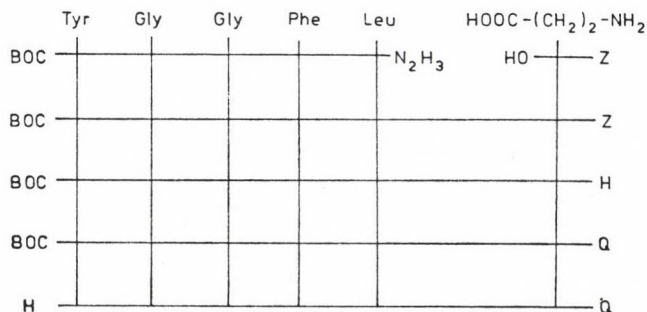 Tyr Gly Gly Phe Leu HOOC-(CH₂)₂-NH₂
BOC N₂H₃ HO Z
BOC Z
BOC H
BOC Q
H Q